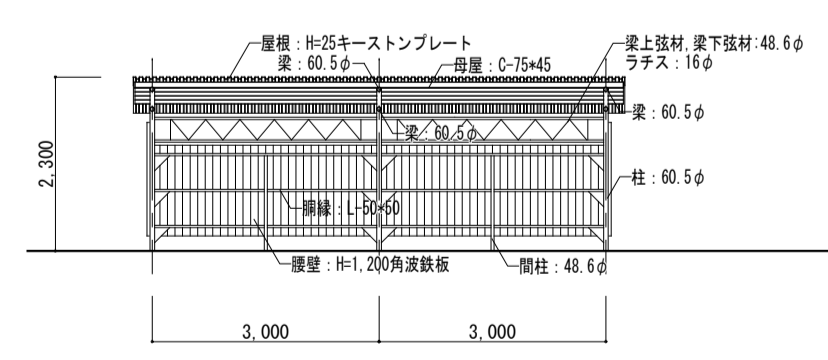 屋根：H=25キーストンプレート
梁：60.5φ
母屋：C-75*45
梁上弦材,梁下弦材:48.6φ
ラチス：16φ
梁：60.5φ
梁：60.5φ
2,300
柱：60.5φ
胴縁：L-50*50
腰壁：H=1,200角波鉄板
間柱：48.6φ
3,000
3,000